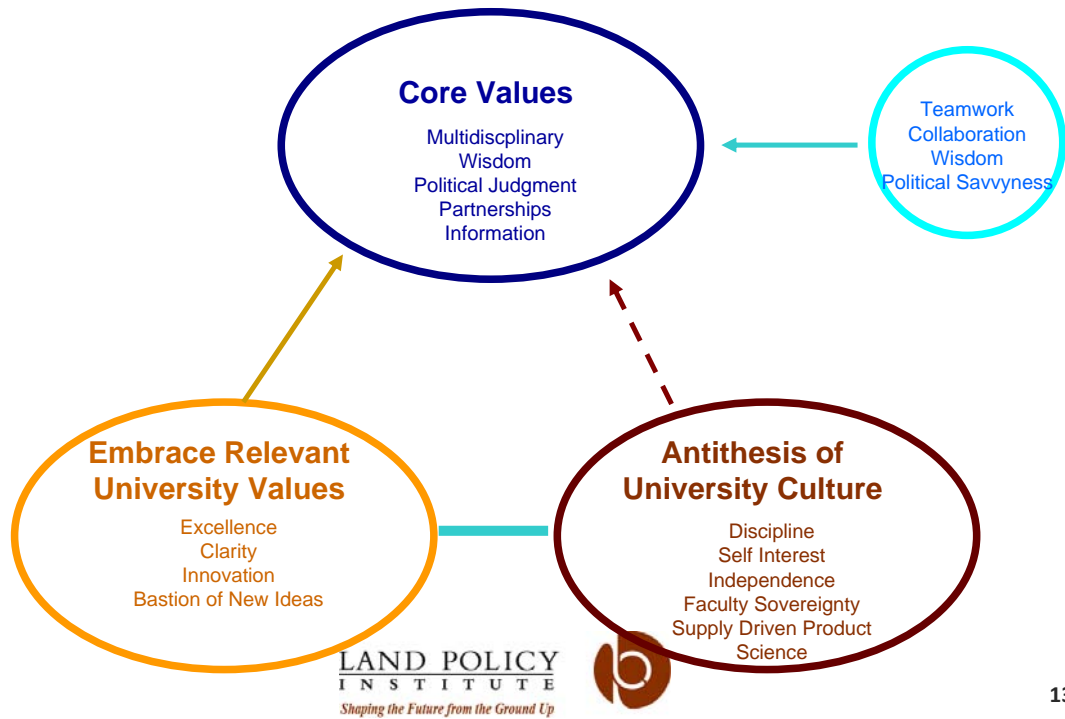 Core Values
Multidiscplinary
Wisdom
Political Judgment
Partnerships
Information
Teamwork
Collaboration
Wisdom
Political Savvyness
Embrace Relevant
University Values
Excellence
Clarity
Innovation
Bastion of New Ideas
Antithesis of
University Culture
Discipline
Self Interest
Independence
Faculty Sovereignty
Supply Driven Product
Science
LAND POLICY
INSTITUTE
Shaping the Future from the Ground Up
13